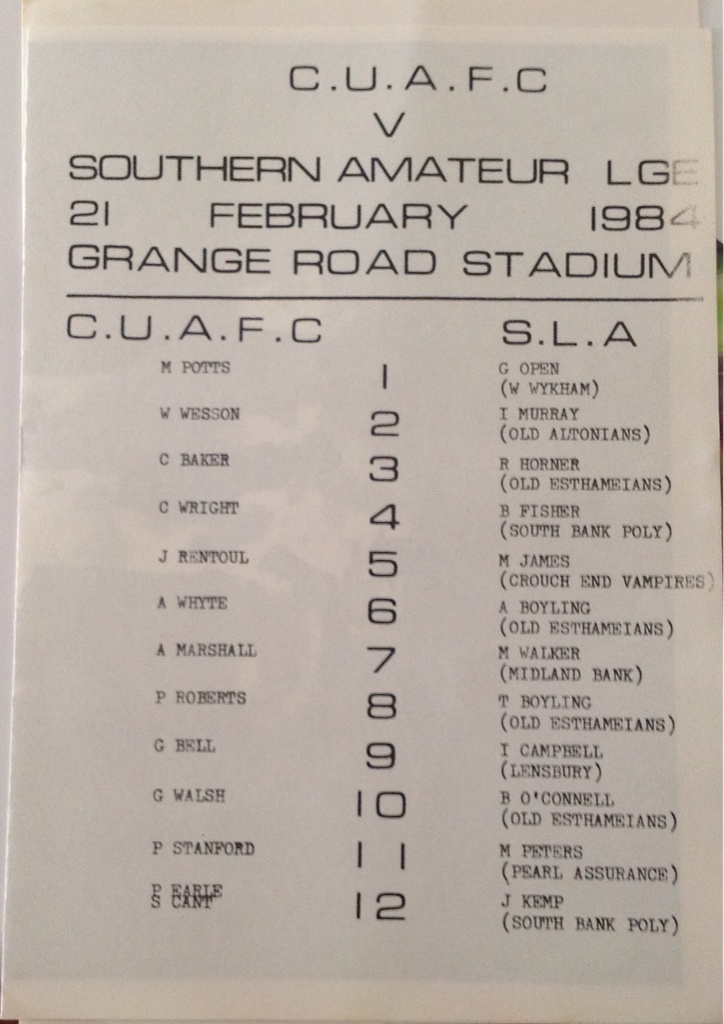 C.U.A.F.C
V
SOUTHERN AMATEUR LGE
21 FEBRUARY 1984
GRANGE ROAD STADIUM
C.U.A.F.C S.L.A
M POTTS 1 G OPEN
(W WYKHAM)
W WESSON 2 I MURRAY
(OLD ALTONIANS)
C BAKER 3 R HORNER
(OLD ESTHAMEIANS)
C WRIGHT 4 B FISHER
(SOUTH BANK POLY)
J RENTOUL 5 M JAMES
(CROUCH END VAMPIRES)
A WHYTE 6 A BOYLING
(OLD ESTHAMEIANS)
A MARSHALL 7 M WALKER
(MIDLAND BANK)
P ROBERTS 8 T BOYLING
(OLD ESTHAMEIANS)
G BELL 9 I CAMPBELL
(LENSBURY)
G WALSH 10 B O'CONNELL
(OLD ESTHAMEIANS)
P STANFORD 11 M PETERS
(PEARL ASSURANCE)
P EARLE
S CANT 12 J KEMP
(SOUTH BANK POLY)